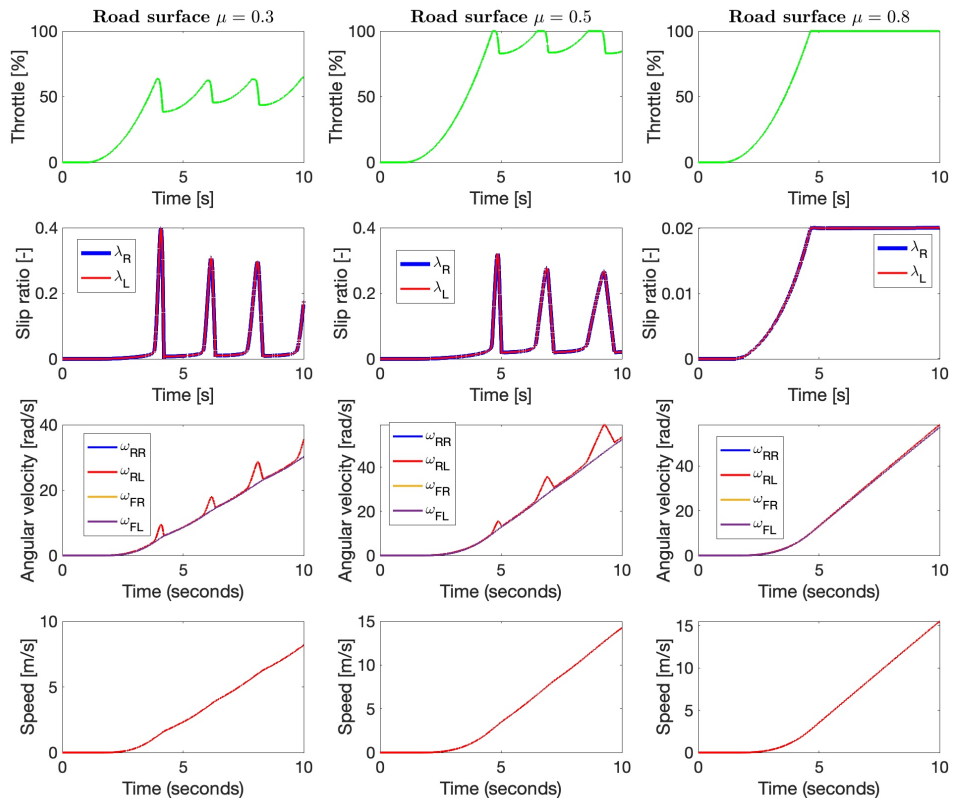 Road surface μ = 0.3
Throttle [%]
100
50
0
0
5
10
Time [s]
Road surface μ = 0.5
Throttle [%]
100
50
0
0
5
10
Time [s]
Road surface μ = 0.8
Throttle [%]
100
50
0
0
5
10
Time [s]
Slip ratio [-]
0.4
0.2
0
λR
λL
0
5
10
Time [s]
Slip ratio [-]
0.4
0.2
0
λR
λL
0
5
10
Time [s]
Slip ratio [-]
0.02
0.01
0
λR
λL
0
5
10
Time [s]
Angular velocity [rad/s]
40
20
0
ωRR
ωRL
ωFR
ωFL
0
5
10
Time (seconds)
Angular velocity [rad/s]
40
20
0
ωRR
ωRL
ωFR
ωFL
0
5
10
Time (seconds)
Angular velocity [rad/s]
40
20
0
ωRR
ωRL
ωFR
ωFL
0
5
10
Time (seconds)
Speed [m/s]
10
5
0
0
5
10
Time (seconds)
Speed [m/s]
15
10
5
0
0
5
10
Time (seconds)
Speed [m/s]
15
10
5
0
0
5
10
Time (seconds)